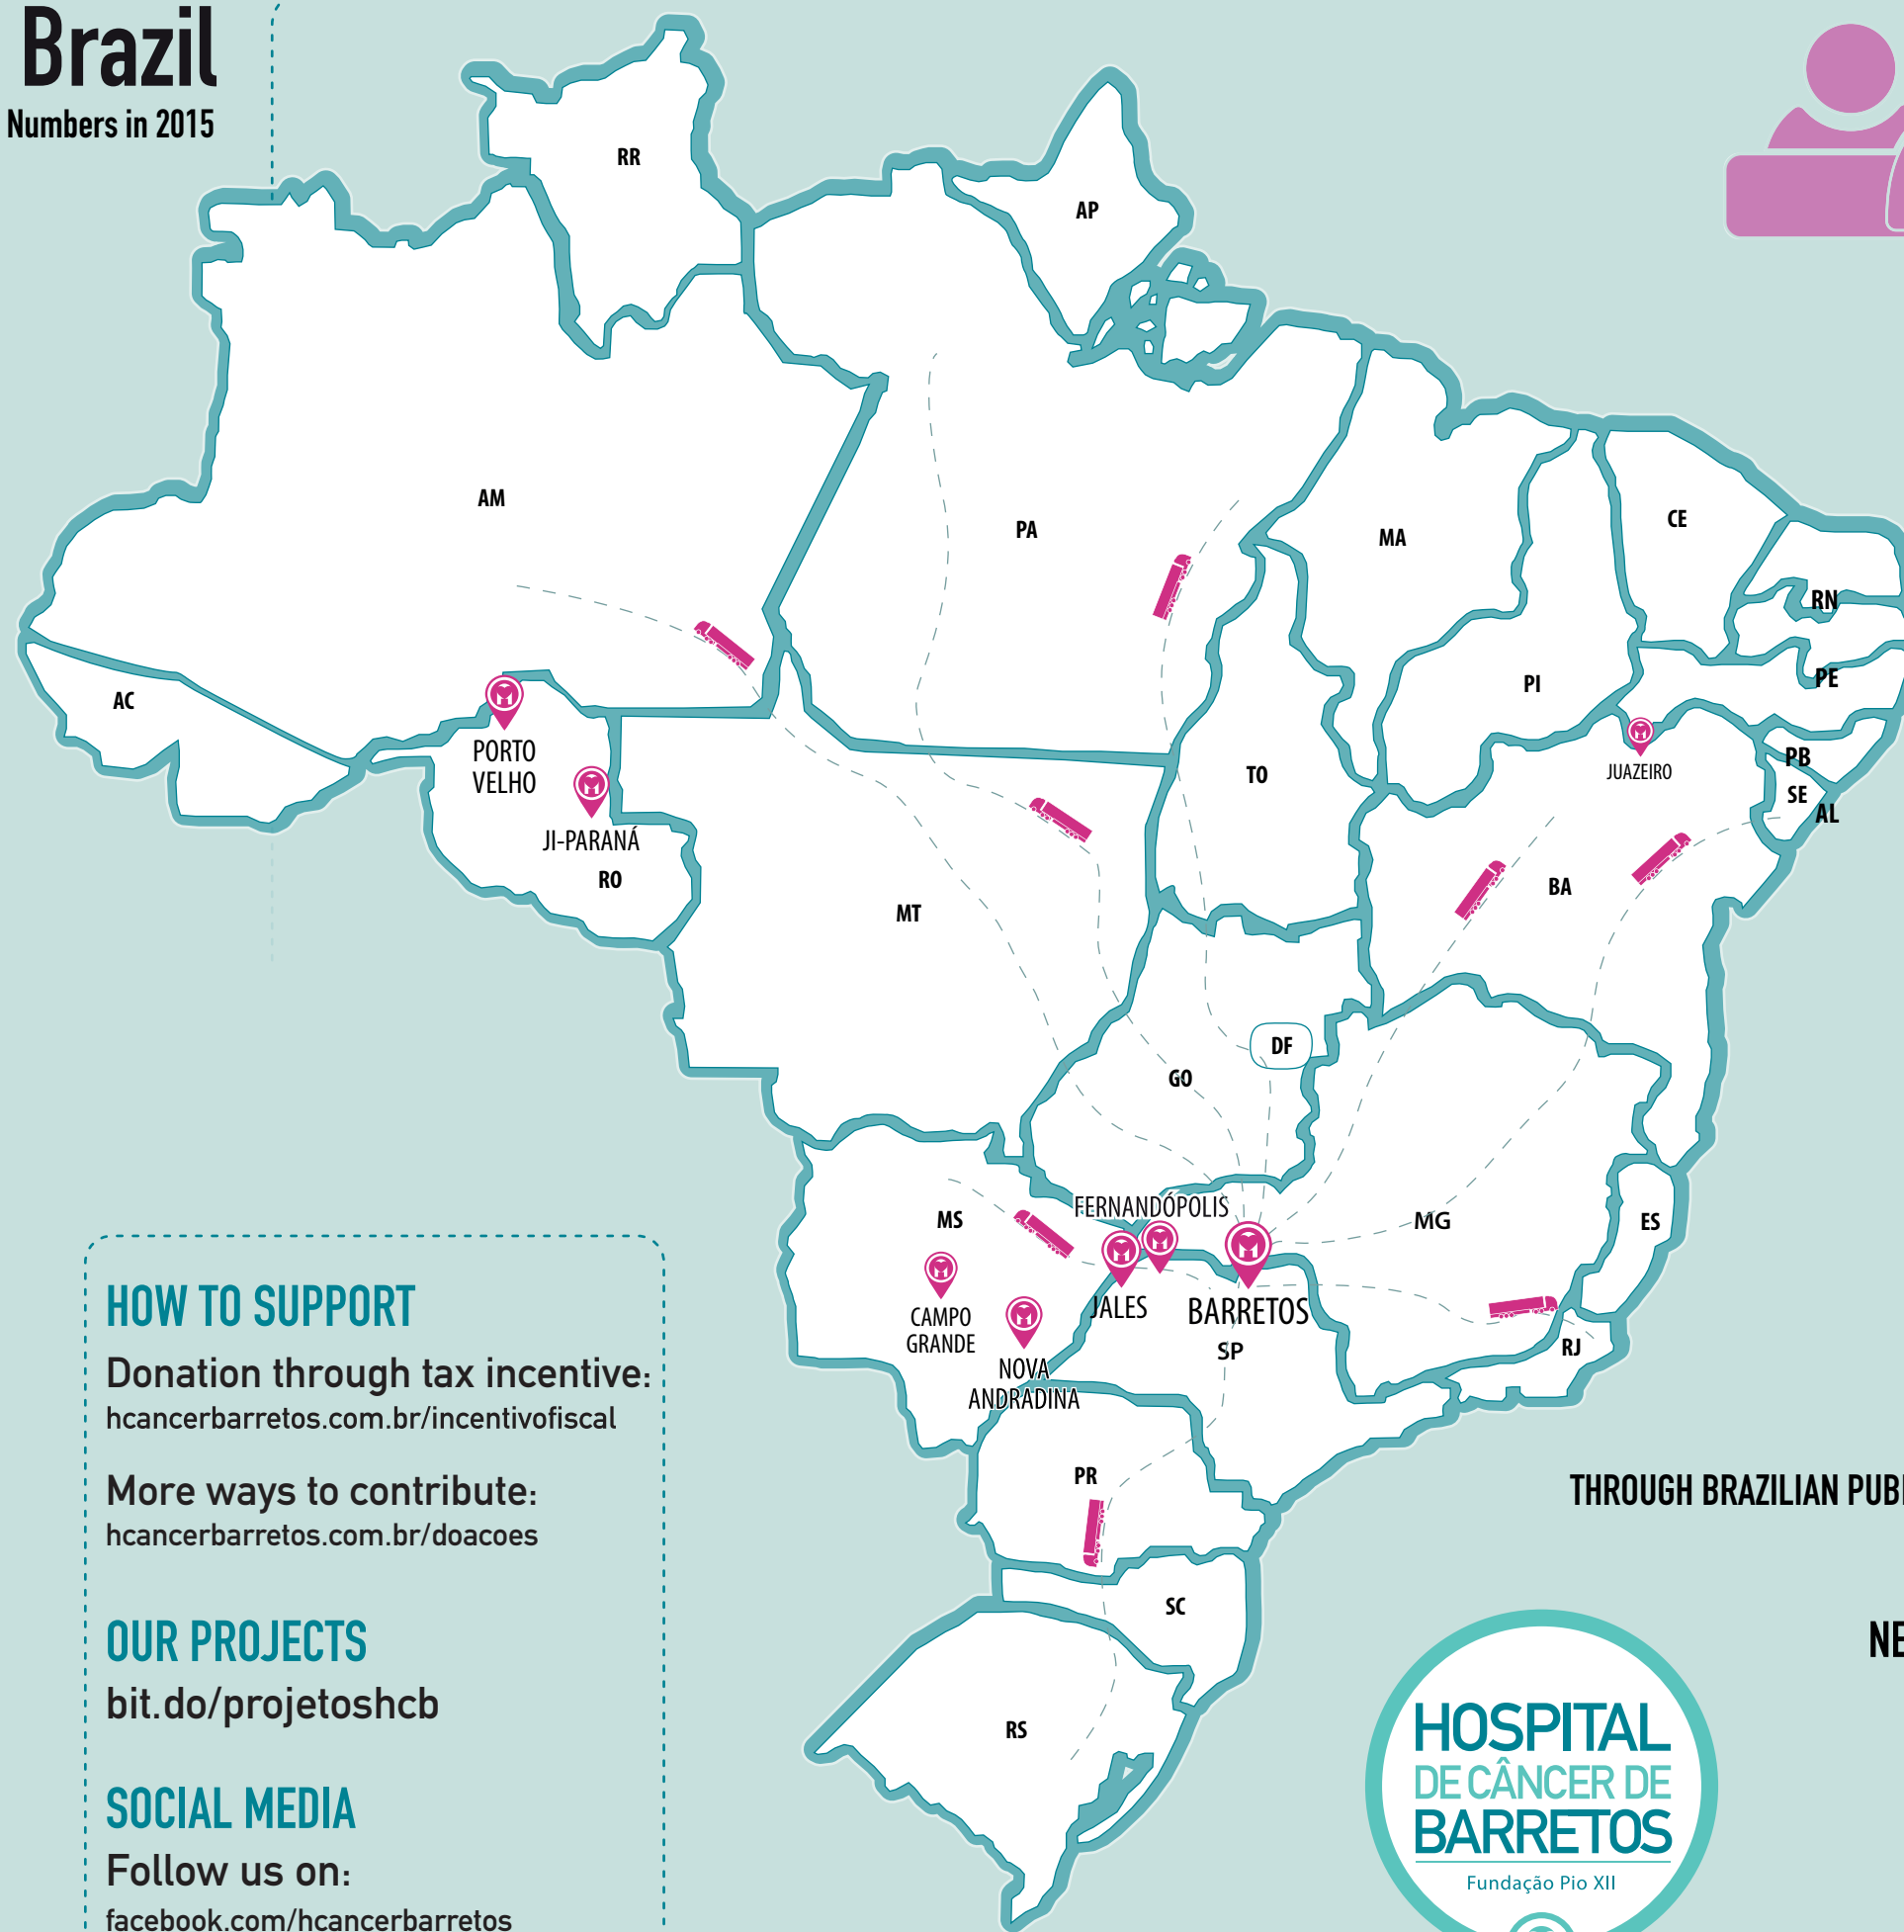 Brazil
Numbers in 2015
RR
AP
AM
PA
MA
CE
RN
PI
PE
AC
PORTO
VELHO
JUAZEIRO
PB
TO
SE
AL
JI-PARANÁ
RO
BA
MT
DF
GO
FERNANDÓPOLIS
MS
MG
ES
CAMPO
GRANDE
JALES
BARRETOS
SP
RJ
NOVA
ANDRADINA
PR
SC
RS
HOW TO SUPPORT
Donation through tax incentive:
hcancerbarretos.com.br/incentivofiscal
More ways to contribute:
hcancerbarretos.com.br/doacoes
OUR PROJECTS
bit.do/projetoshcb
SOCIAL MEDIA
Follow us on:
facebook.com/hcancerbarretos
THROUGH BRAZILIAN
HOSPITAL
DE CÂNCER DE
BARRETOS
Fundação Pio XII